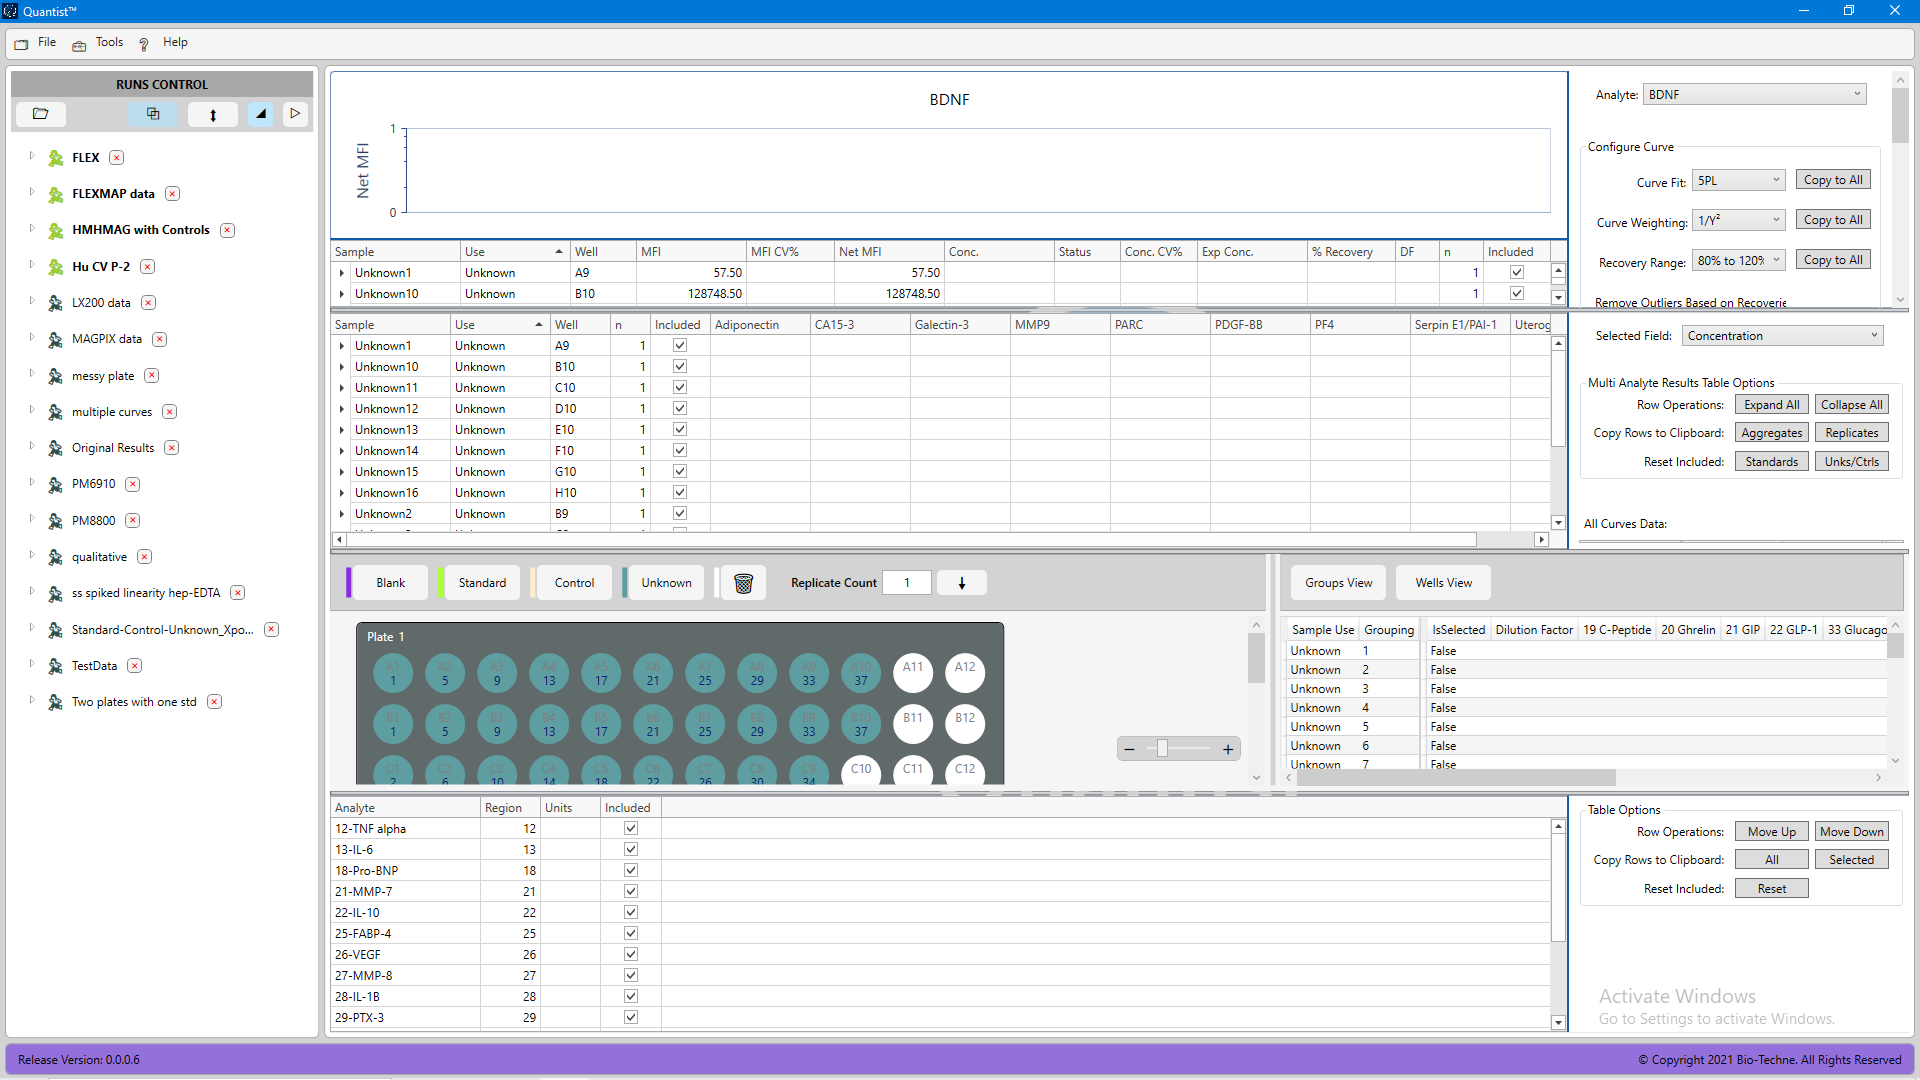 Quantist™
File Tools Help
RUNS CONTROL
FLEX
FLEXMAP data
HMHMAG with Controls
Hu CV P-2
LX200 data
MAGPIX data
messy plate
multiple curves
Original Results
PM6910
PM8800
qualitative
ss spiked linearity hep-EDTA
Standard-Control-Unknown_Xpo...
TestData
Two plates with one std
BDNF
Net MFI
1
0
Sample Use Well MFI MFI CV% Net MFI Conc. Status Conc. CV% Exp Conc. % Recovery DF n Included
Unknown1 Unknown A9 57.50 57.50 1
Unknown10 Unknown B10 128748.50 128748.50 1
Analyte: BDNF
Configure Curve
Curve Fit: 5PL Copy to All
Curve Weighting: 1/Y² Copy to All
Recovery Range: 80% to 120% Copy to All
Remove Outliers Based on Recoverie
Sample Use Well n Included Adiponectin CA15-3 Galectin-3 MMP9 PARC PDGF-BB PF4 Serpin E1/PAI-1 Uterog
Unknown1 Unknown A9 1
Unknown10 Unknown B10 1
Unknown11 Unknown C10 1
Unknown12 Unknown D10 1
Unknown13 Unknown E10 1
Unknown14 Unknown F10 1
Unknown15 Unknown G10 1
Unknown16 Unknown H10 1
Unknown2 Unknown B9 1
Selected Field: Concentration
Multi Analyte Results Table Options
Row Operations: Expand All Collapse All
Copy Rows to Clipboard: Aggregates Replicates
Reset Included: Standards Unks/Ctrls
All Curves Data:
Blank Standard Control Unknown Replicate Count 1
Plate 1
A1 A2 A3 A4 A5 A6 A7 A8 A9 A10 A11 A12
1 5 9 13 17 21 25 29 33 37
B1 B2 B3 B4 B5 B6 B7 B8 B9 B10 B11 B12
1 5 9 13 17 21 25 29 33 37
C1 C2 C3 C4 C5 C6 C7 C8 C9 C10 C11 C12
2 6 10 14 18 22 26 30 34
Groups View Wells View
Sample Use Grouping IsSelected Dilution Factor 19 C-Peptide 20 Ghrelin 21 GIP 22 GLP-1 33 Glucago
Unknown 1 False
Unknown 2 False
Unknown 3 False
Unknown 4 False
Unknown 5 False
Unknown 6 False
Unknown 7 False
Analyte Region Units Included
12-TNF alpha 12
13-IL-6 13
18-Pro-BNP 18
21-MMP-7 21
22-IL-10 22
25-FABP-4 25
26-VEGF 26
27-MMP-8 27
28-IL-1B 28
29-PTX-3 29
Table Options
Row Operations: Move Up Move Down
Copy Rows to Clipboard: All Selected
Reset Included: Reset
Activate Windows
Go to Settings to activate Windows.
Release Version: 0.0.0.6
© Copyright 2021 Bio-Techne. All Rights Reserved